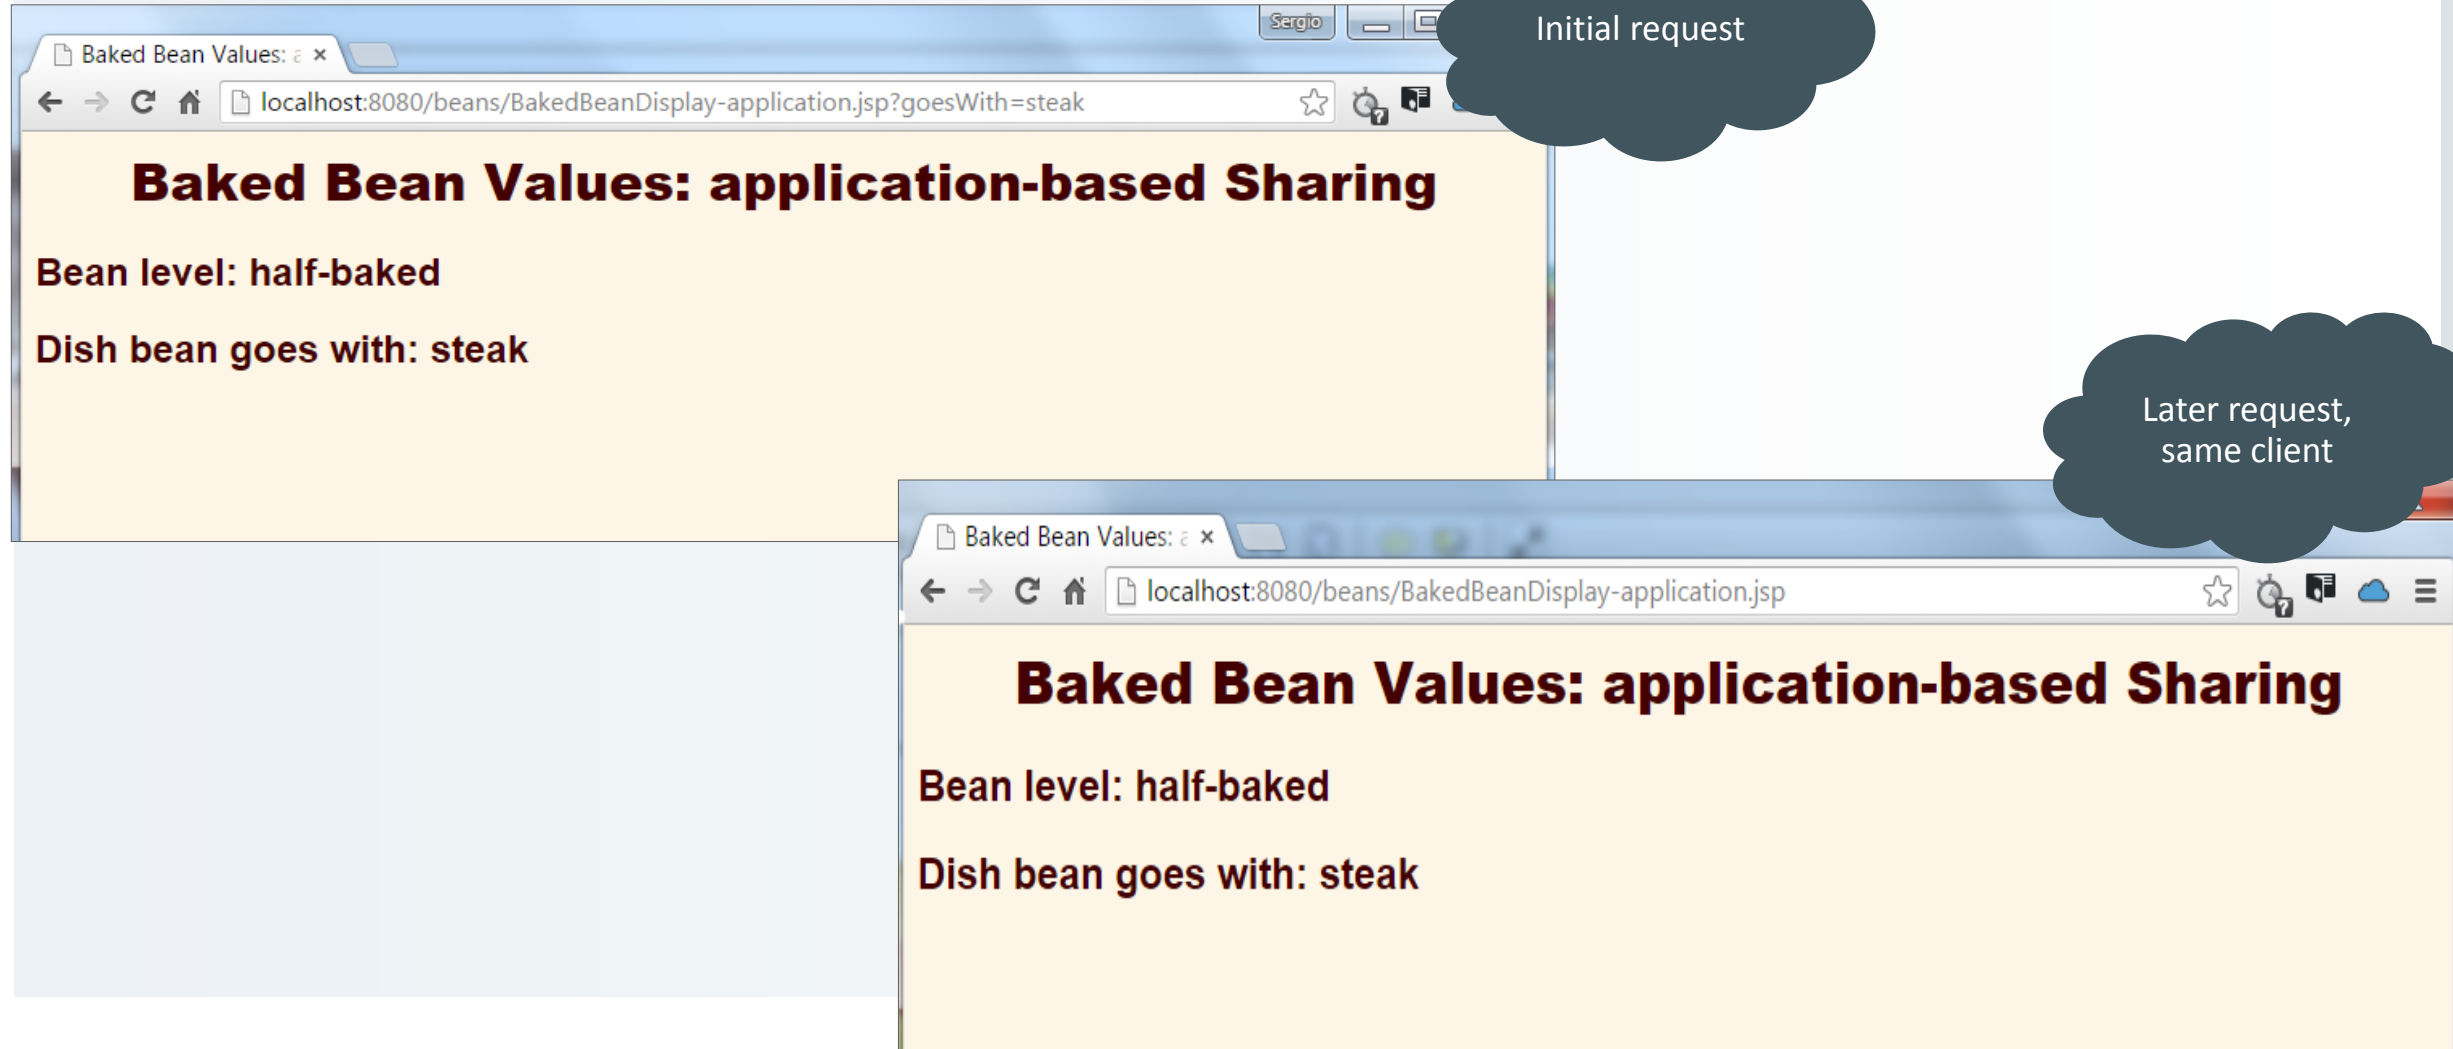 Sergio
Initial request
Baked Bean Values: a
localhost:8080/beans/BakedBeanDisplay-application.jsp?goesWith=steak
Baked Bean Values: application-based Sharing
Bean level: half-baked
Dish bean goes with: steak
Later request,
same client
Baked Bean Values: a
localhost:8080/beans/BakedBeanDisplay-application.jsp
Baked Bean Values: application-based Sharing
Bean level: half-baked
Dish bean goes with: steak